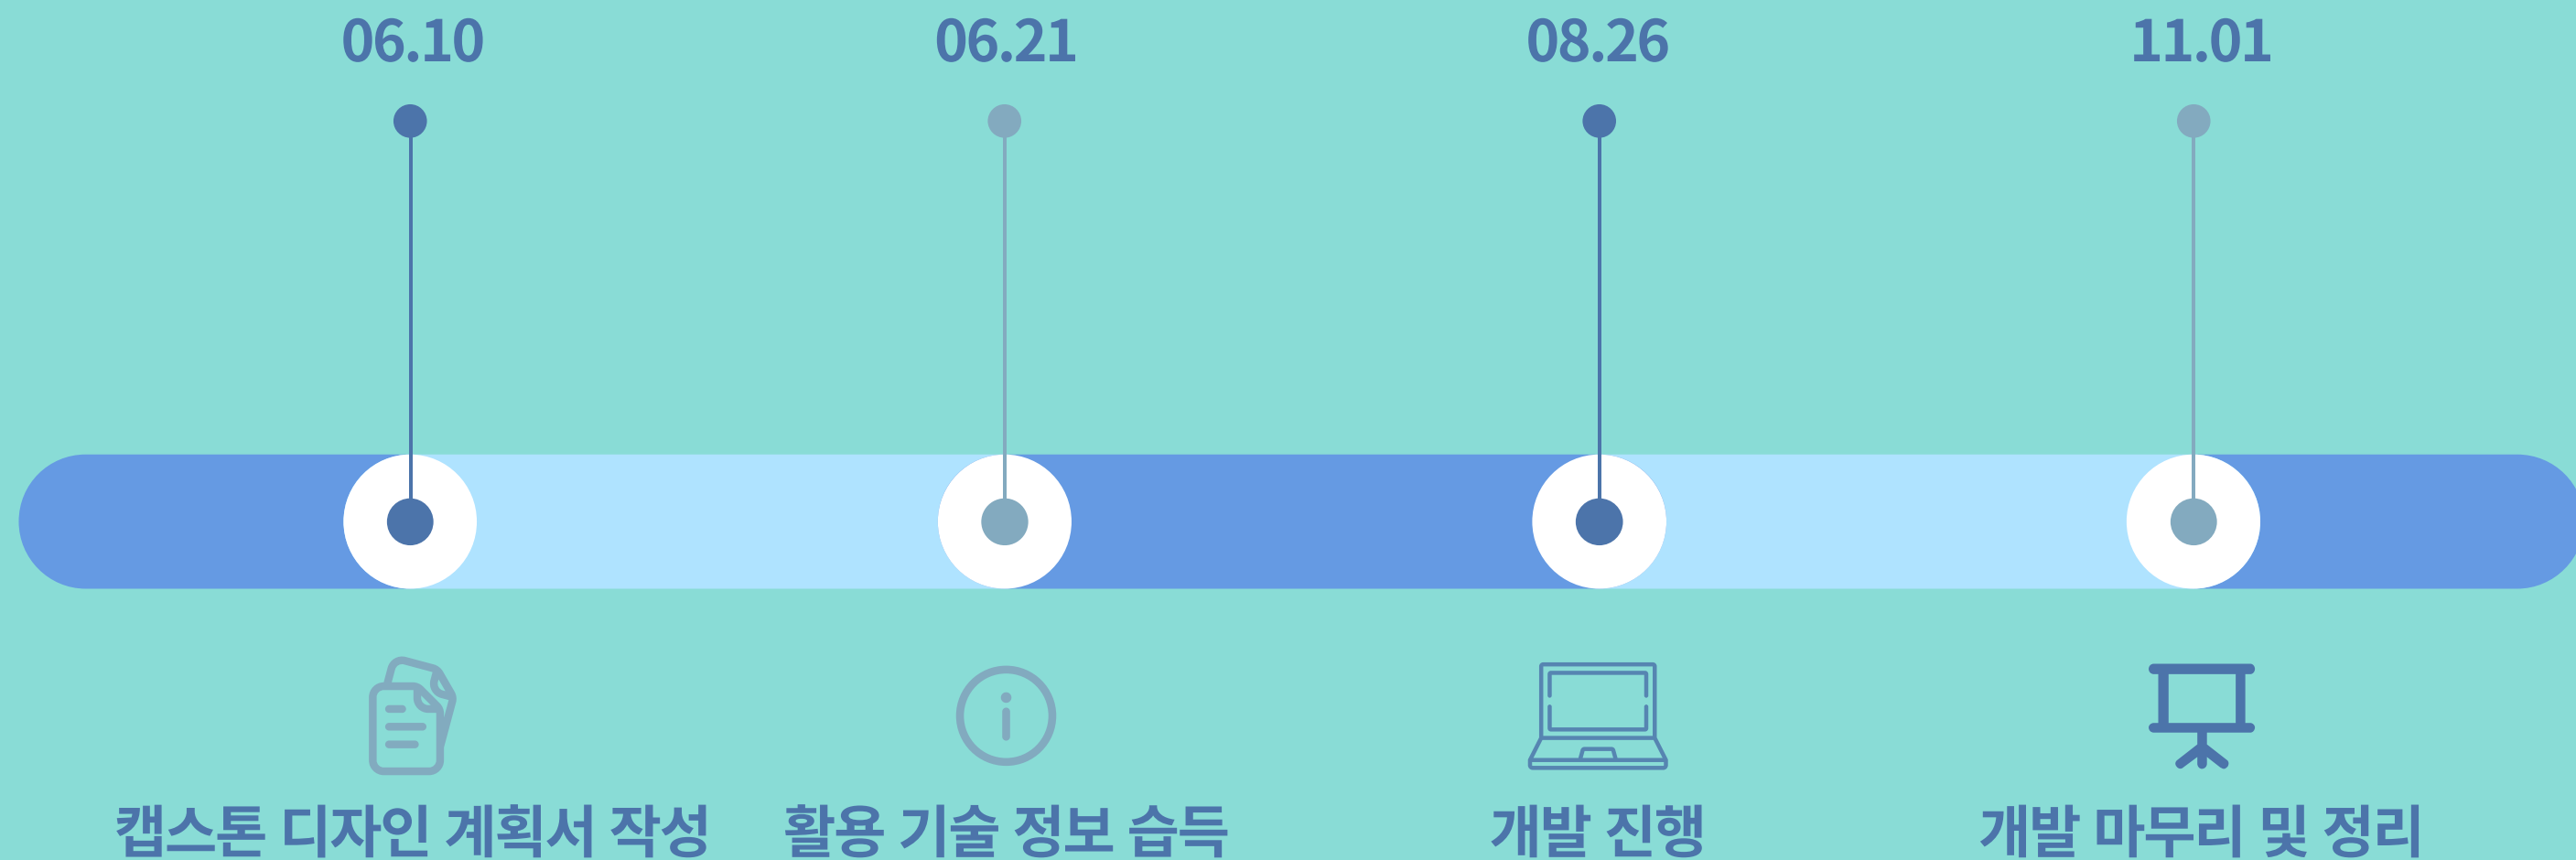 06.10
06.21
08.26
11.01
캡스톤 디자인 계획서 작성
활용 기술 정보 습득
개발 진행
개발 마무리 및 정리